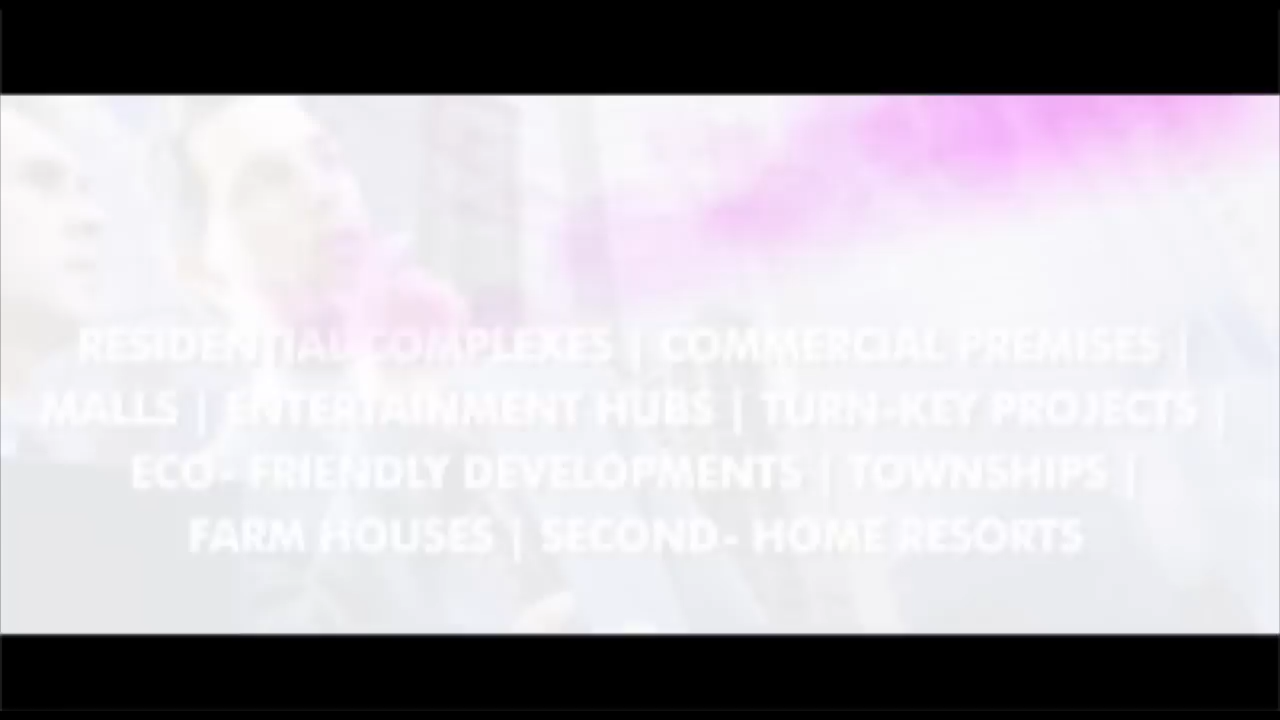 RESIDENTIAL COMPLEXES | COMMERCIAL PREMISES |
MALLS | ENTERTAINMENT HUBS | TURN-KEY PROJECTS |
ECO- FRIENDLY DEVELOPMENTS | TOWNSHIPS |
FARM HOUSES | SECOND- HOME RESORTS